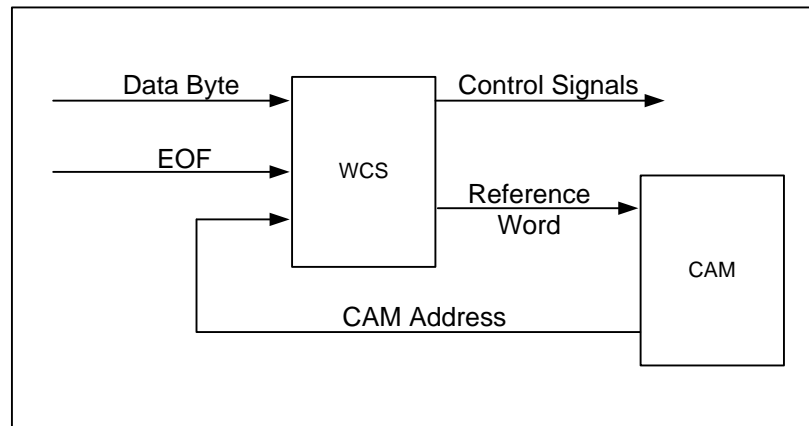 Data Byte
Control Signals
EOF
WCS
Reference
Word
CAM
CAM Address